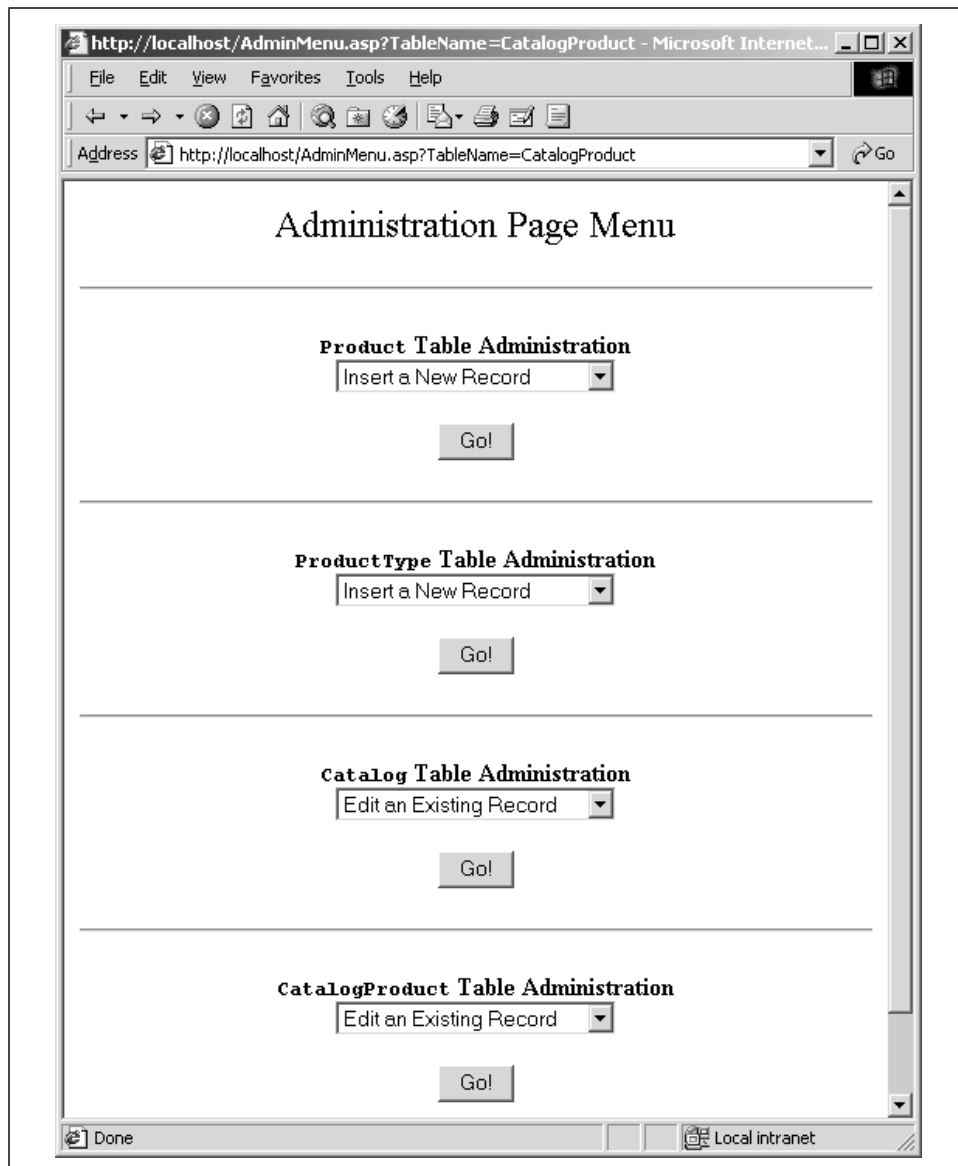 http://localhost/AdminMenu.asp?TableName=CatalogProduct - Microsoft Internet...
File Edit View Favorites Tools Help
Address http://localhost/AdminMenu.asp?TableName=CatalogProduct Go
Administration Page Menu
Product Table Administration
Insert a New Record
Go!
ProductType Table Administration
Insert a New Record
Go!
Catalog Table Administration
Edit an Existing Record
Go!
CatalogProduct Table Administration
Edit an Existing Record
Go!
Done Local intranet